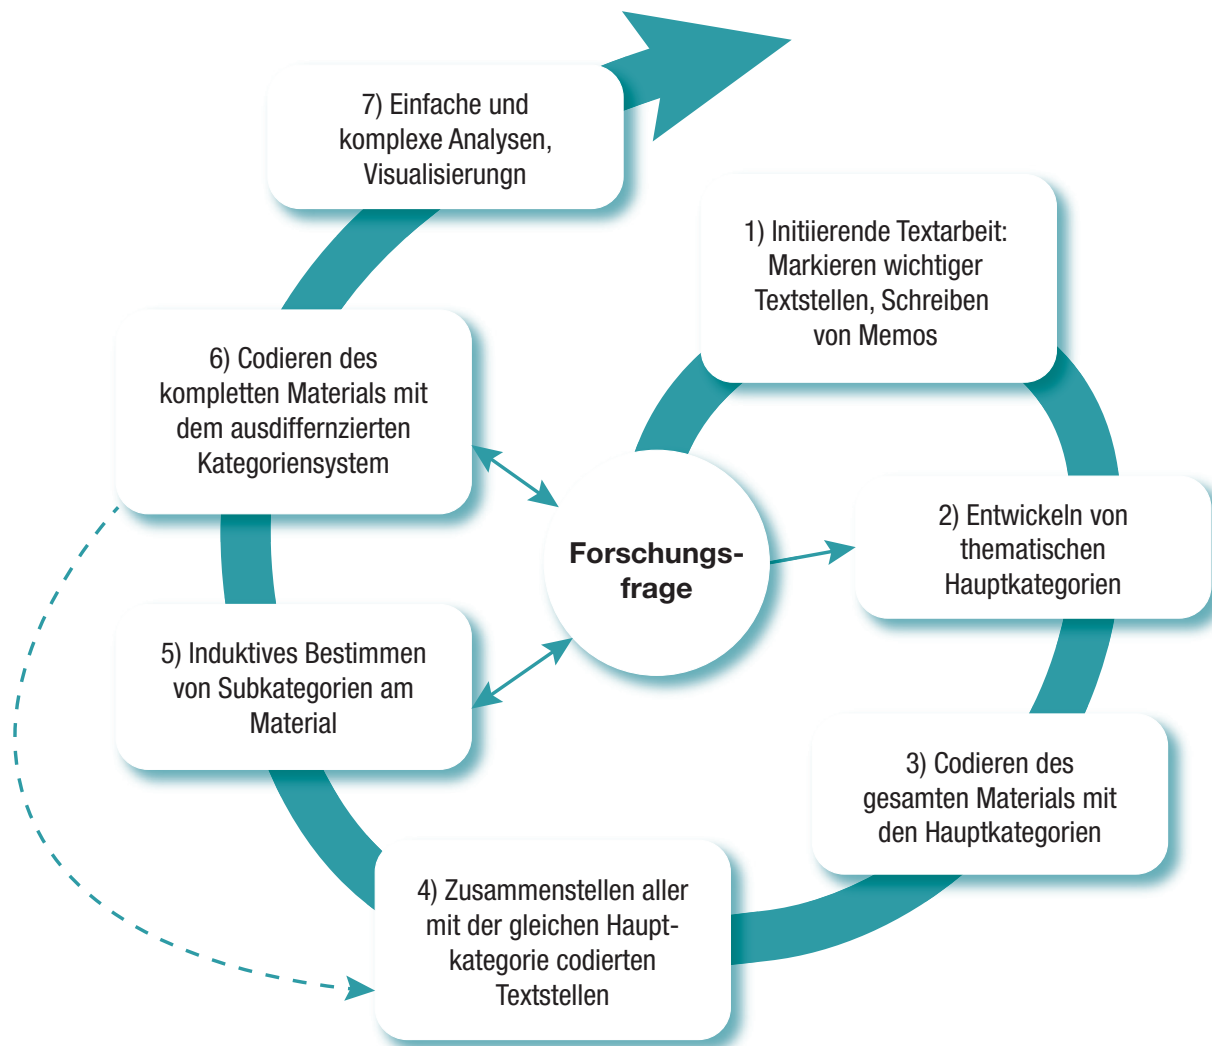 7) Einfache und
komplexe Analysen,
Visualisierungn
1) Initiierende Textarbeit:
Markieren wichtiger
Textstellen, Schreiben
von Memos
6) Codieren des
kompletten Materials mit
dem ausdiffernzierten
Kategoriensystem
Forschungs-
frage
2) Entwickeln von
thematischen
Hauptkategorien
5) Induktives Bestimmen
von Subkategorien am
Material
3) Codieren des
gesamten Materials mit
den Hauptkategorien
4) Zusammenstellen aller
mit der gleichen Haupt-
kategorie codierten
Textstellen